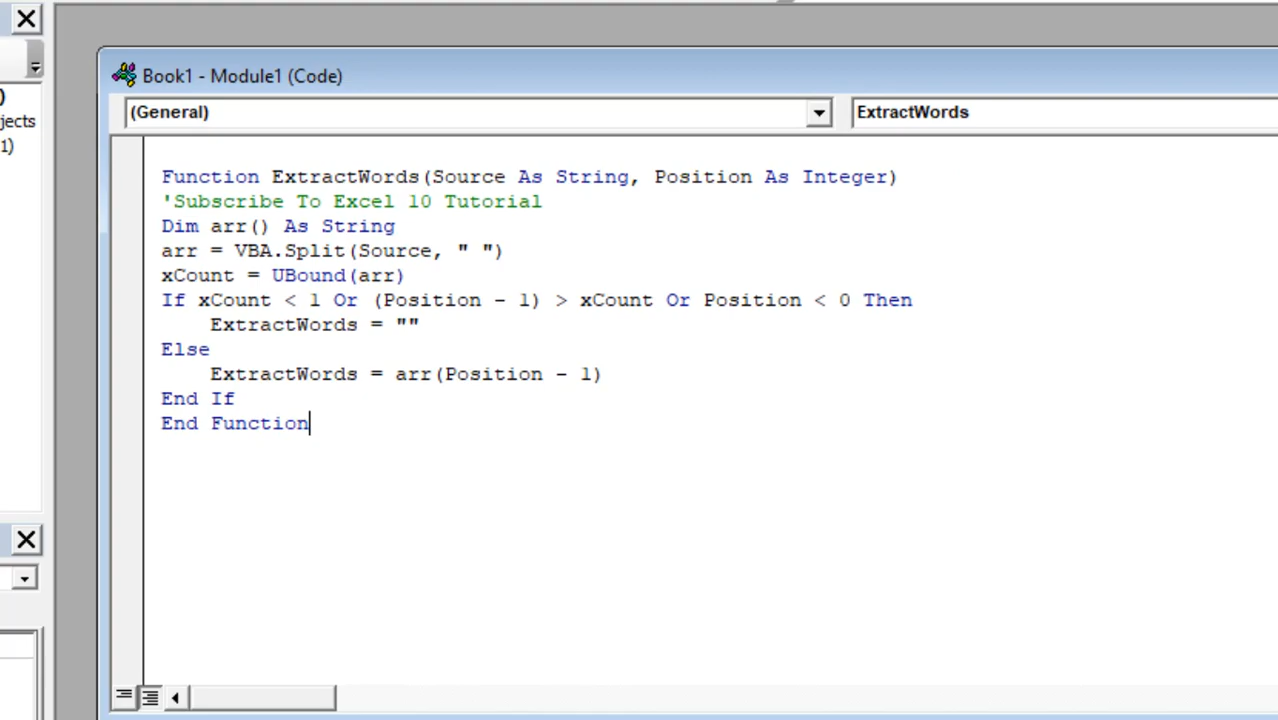 Book1 - Module1 (Code)
(General)
ExtractWords
)
jects
1)
Function ExtractWords(Source As String, Position As Integer)
'Subscribe To Excel 10 Tutorial
Dim arr() As String
arr = VBA.Split(Source, " ")
xCount = UBound(arr)
If xCount < 1 Or (Position - 1) > xCount Or Position < 0 Then
    ExtractWords = ""
Else
    ExtractWords = arr(Position - 1)
End If
End Function